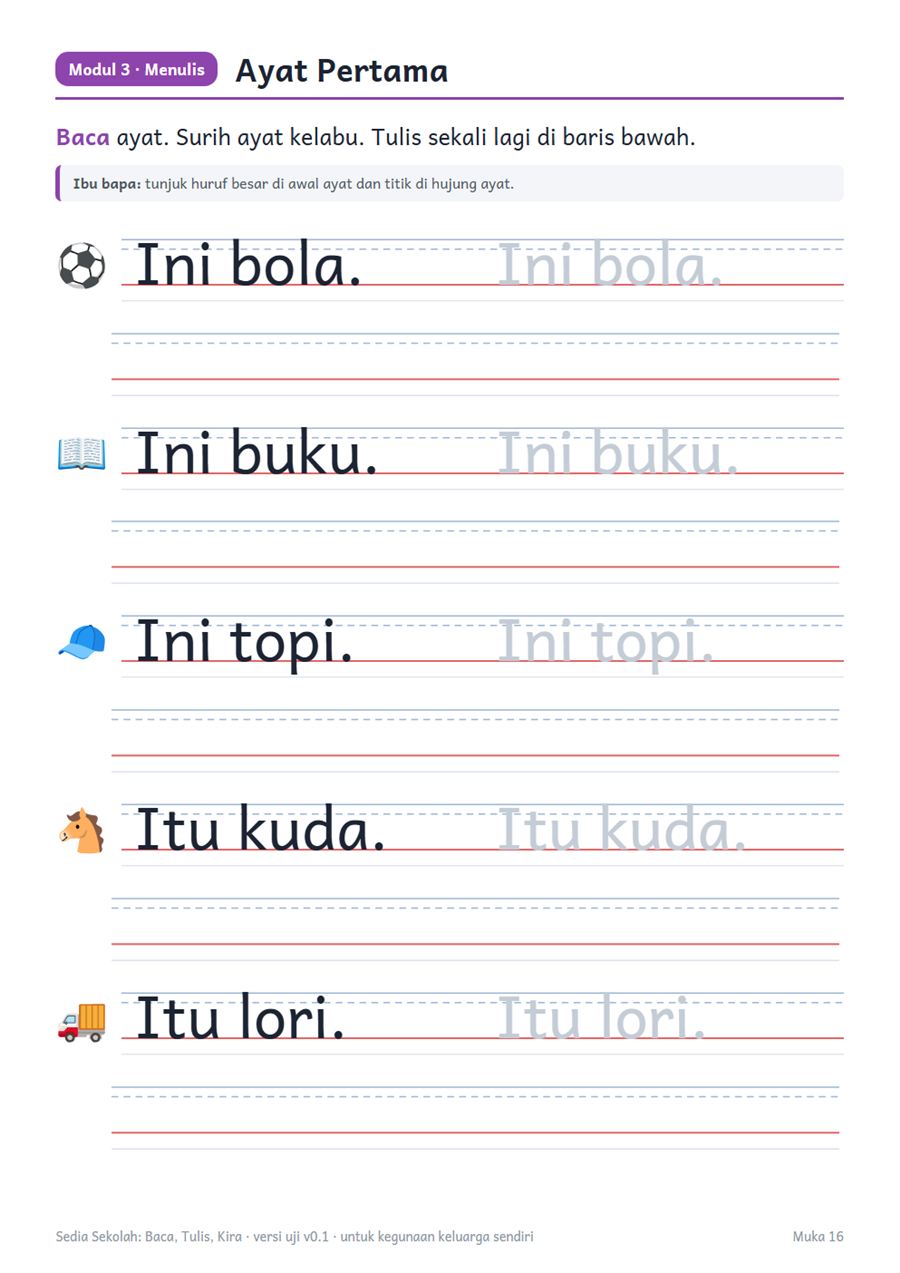 Modul 3 · Menulis Ayat Pertama
Baca ayat. Surih ayat kelabu. Tulis sekali lagi di baris bawah.
Ibu bapa: tunjuk huruf besar di awal ayat dan titik di hujung ayat.
Ini bola. Ini bola.
Ini buku. Ini buku.
Ini topi. Ini topi.
Itu kuda. Itu kuda.
Itu lori. Itu lori.
Sedia Sekolah: Baca, Tulis, Kira · versi uji v0.1 · untuk kegunaan keluarga sendiri Muka 16